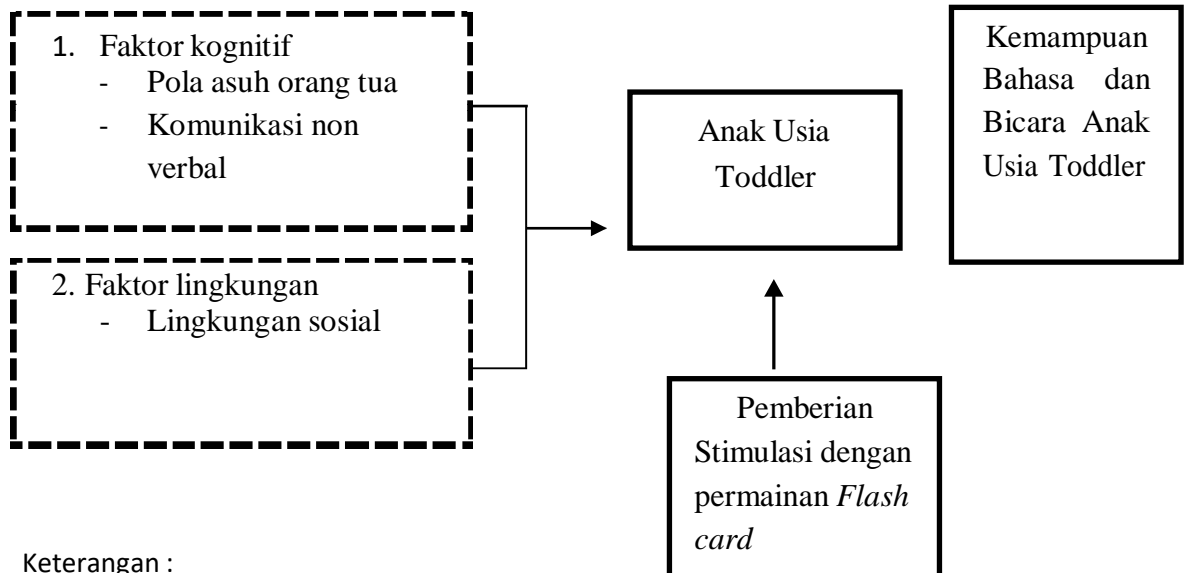 1. Faktor kognitif
- Pola asuh orang tua
- Komunikasi non
verbal
2. Faktor lingkungan
- Lingkungan sosial
Anak Usia
Toddler
Kemampuan
Bahasa dan
Bicara Anak
Usia Toddler
Pemberian
Stimulasi dengan
permainan Flash
card
Keterangan :